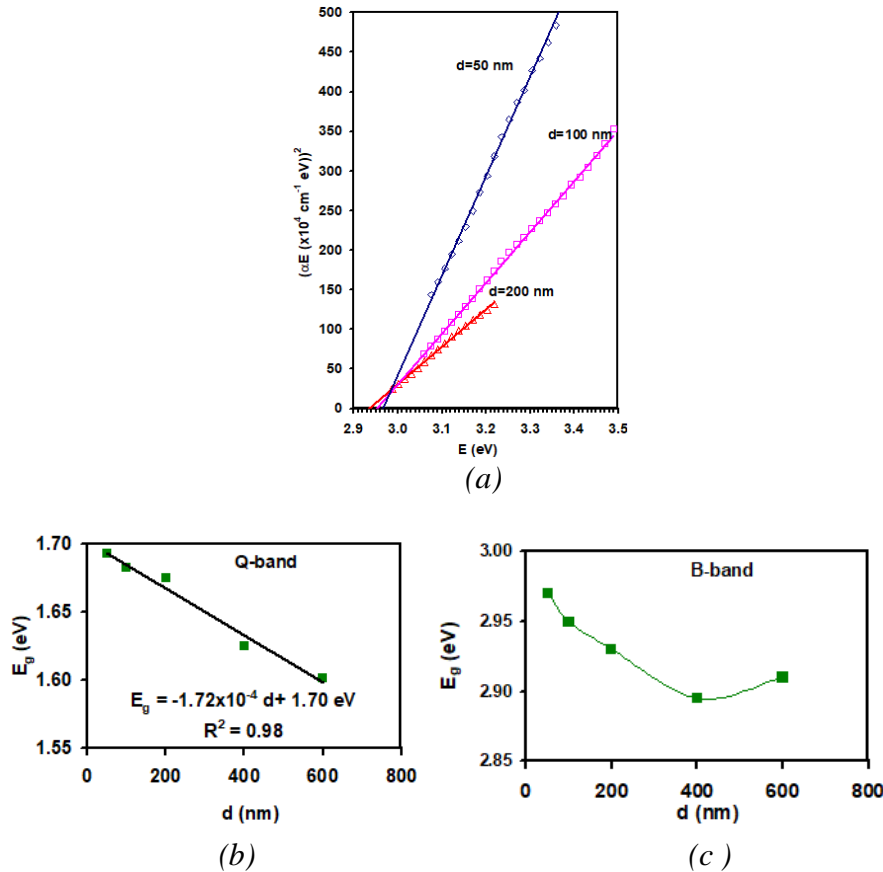 500
450
400
350
300
250
200
150
100
50
0
(αE (x10⁴ cm⁻¹ eV))²
d=50 nm
d=100 nm
d=200 nm
2.9 3.0 3.1 3.2 3.3 3.4 3.5
E (eV)
(a)
1.70
1.65
1.60
1.55
E_g (eV)
Q-band
E_g = -1.72x10⁻⁴ d+ 1.70 eV
R² = 0.98
0 200 400 600 800
d (nm)
(b)
3.00
2.95
2.90
2.85
E_g (eV)
B-band
0 200 400 600 800
d (nm)
(c )